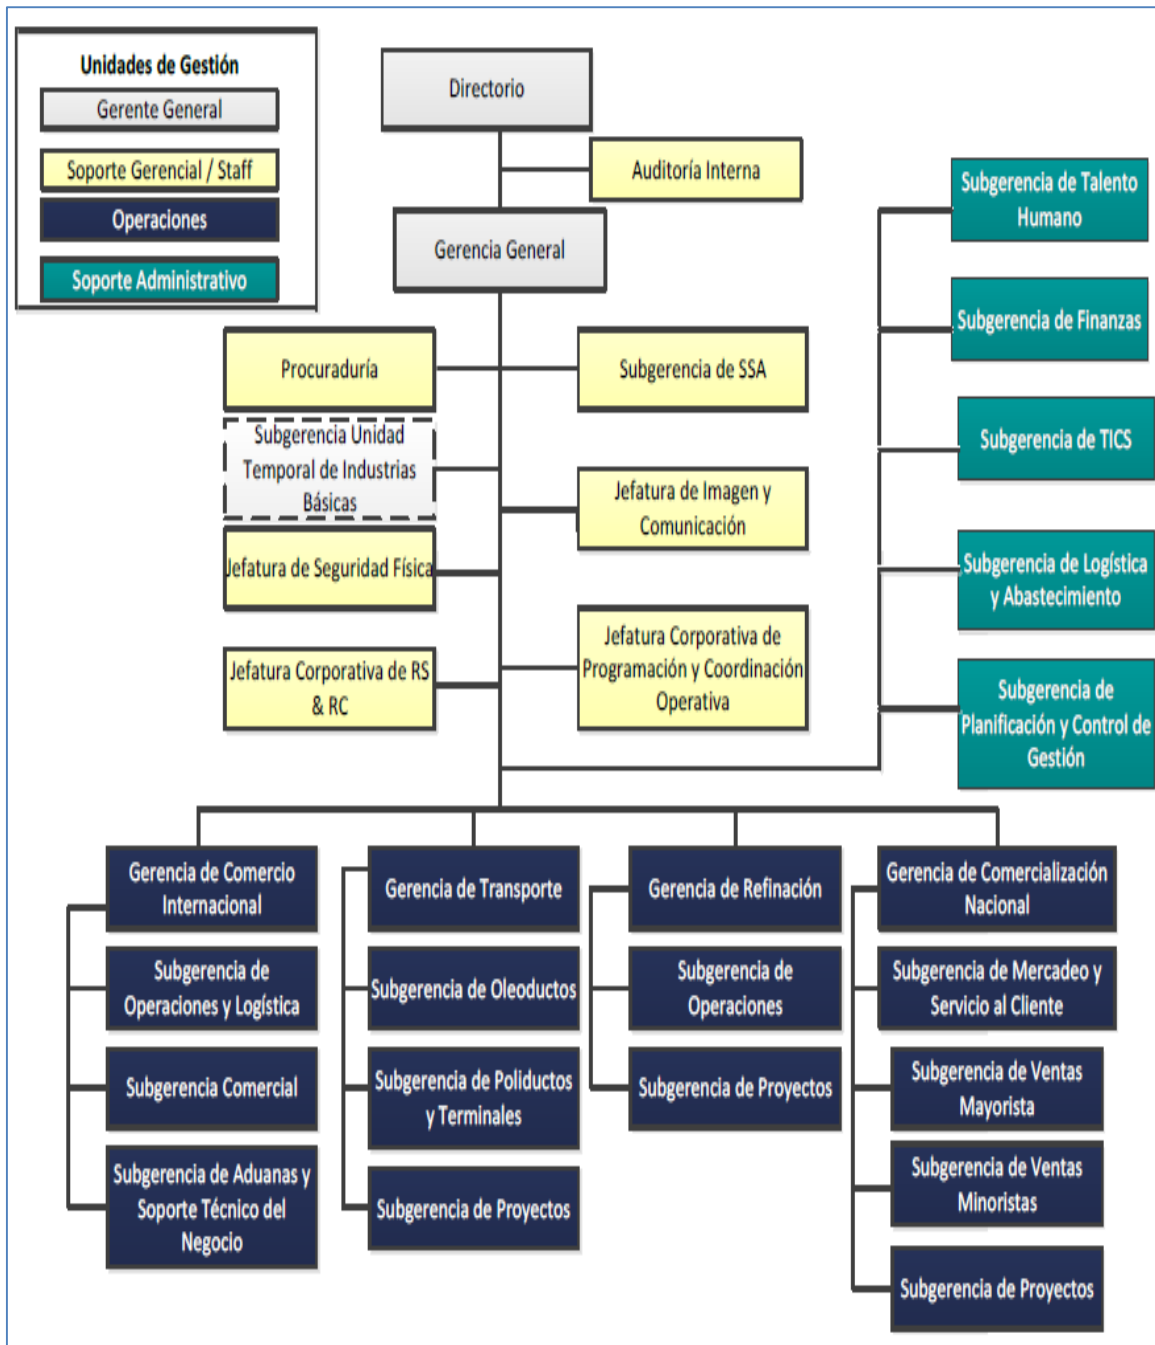 Unidades de Gestión
Gerente General
Soporte Gerencial / Staff
Operaciones
Soporte Administrativo
Directorio
Auditoría Interna
Gerencia General
Subgerencia de Talento
Humano
Subgerencia de Finanzas
Subgerencia de TICS
Subgerencia de Logística
y Abastecimiento
Subgerencia de
Planificación y Control de
Gestión
Procuraduría
Subgerencia de SSA
Subgerencia Unidad
Temporal de Industrias
Básicas
Jefatura de Imagen y
Comunicación
Jefatura de Seguridad Física
Jefatura Corporativa de RS
& RC
Jefatura Corporativa de
Programación y Coordinación
Operativa
Gerencia de Comercio
Internacional
Subgerencia de
Operaciones y Logística
Subgerencia Comercial
Subgerencia de Aduanas y
Soporte Técnico del
Negocio
Gerencia de Transporte
Subgerencia de Oleoductos
Subgerencia de Poliductos
y Terminales
Subgerencia de Proyectos
Gerencia de Refinación
Subgerencia de
Operaciones
Subgerencia de Proyectos
Gerencia de Comercialización
Nacional
Subgerencia de Mercadeo y
Servicio al Cliente
Subgerencia de Ventas
Mayorista
Subgerencia de Ventas
Minoristas
Subgerencia de Proyectos